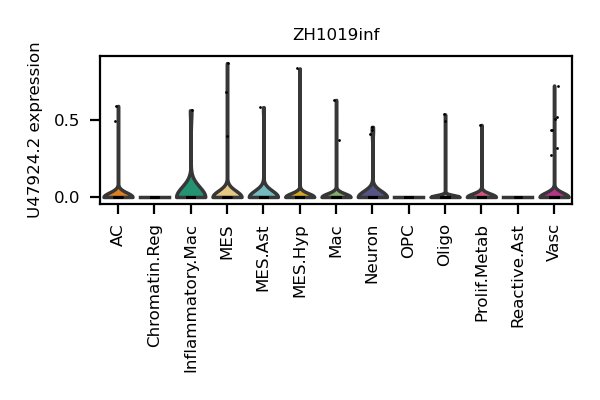 ZH1019inf
U47924.2 expression
0.5
0.0
AC
Chromatin.Reg
Inflammatory.Mac
MES
MES.Ast
MES.Hyp
Mac
Neuron
OPC
Oligo
Prolif.Metab
Reactive.Ast
Vasc